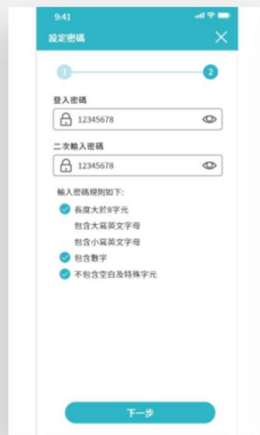 9:41
設定密碼
1
2
登入密碼
12345678
二次輸入密碼
12345678
輸入密碼規則如下:
長度大於8字元
包含大寫英文字母
包含小寫英文字母
包含數字
不包含空白及特殊字元
下一步